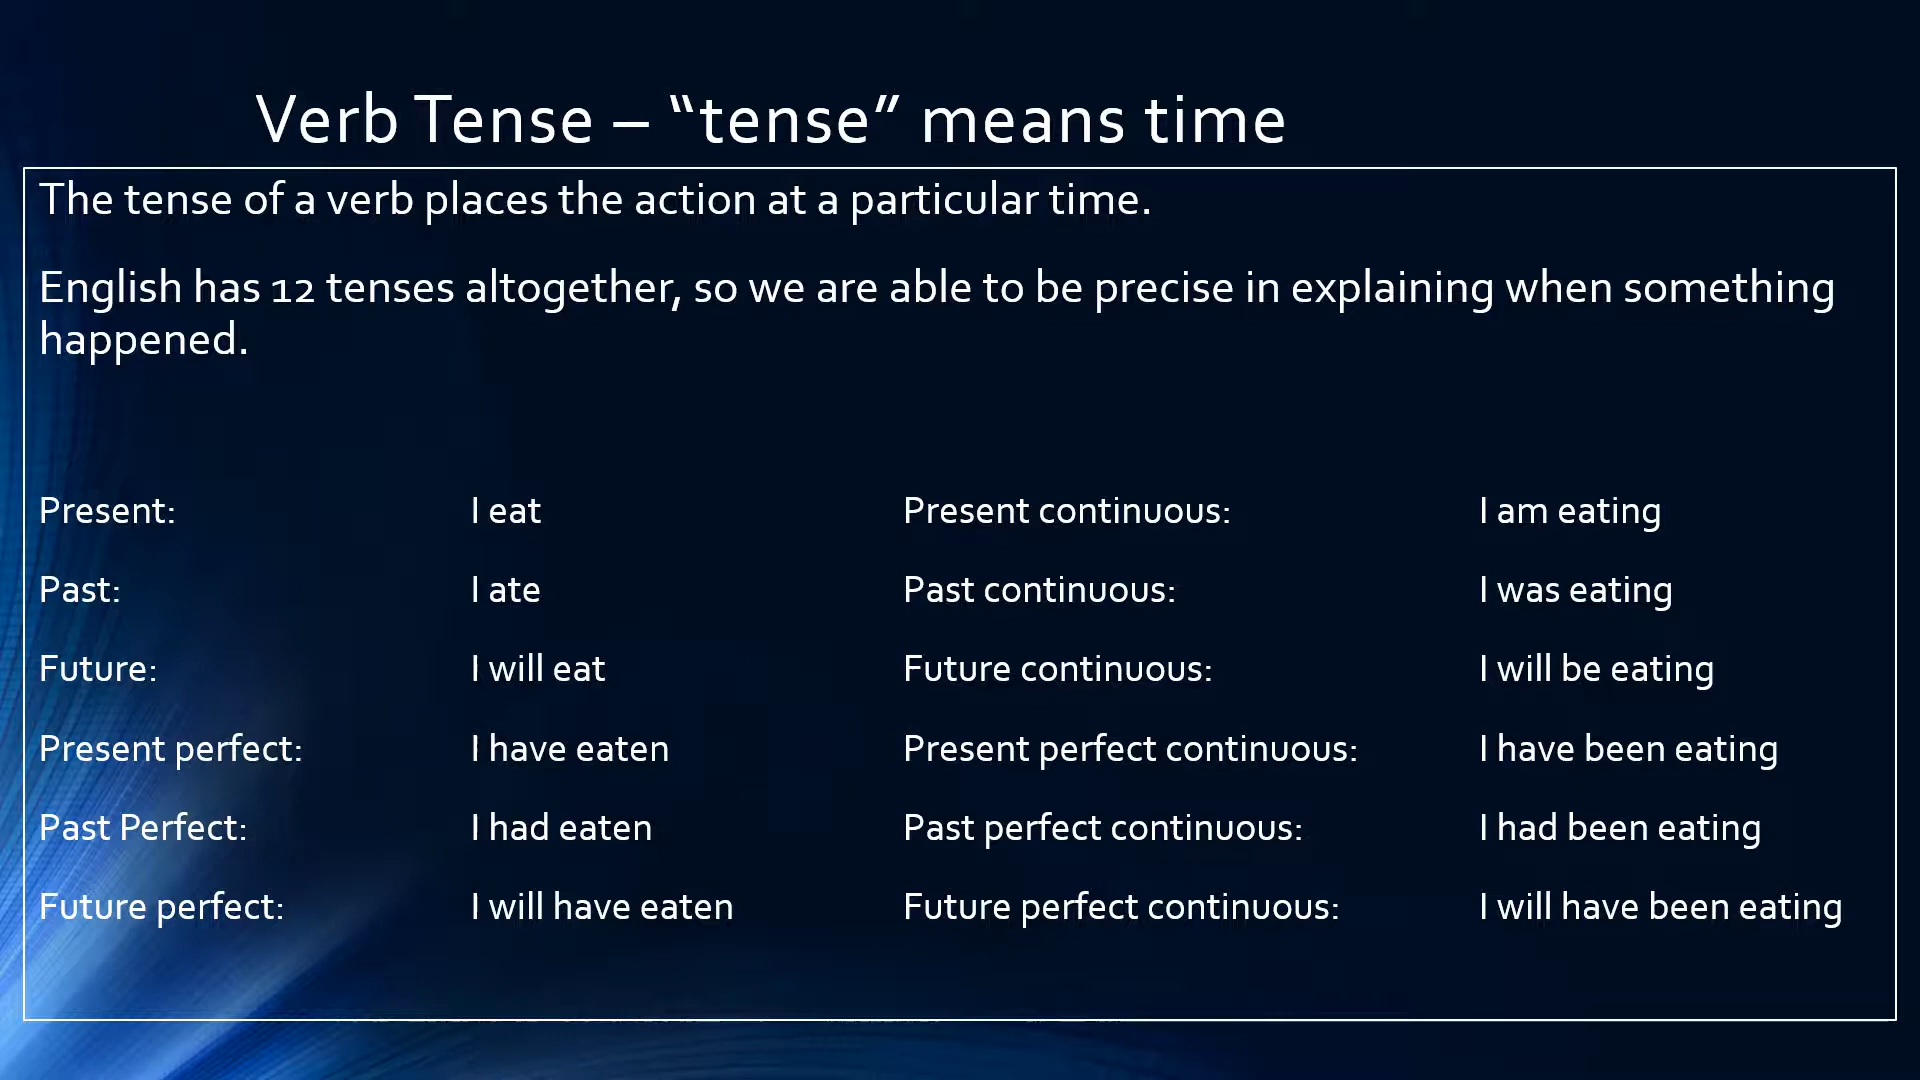 Verb Tense – “tense” means time
The tense of a verb places the action at a particular time.
English has 12 tenses altogether, so we are able to be precise in explaining when something
happened.
Present: I eat Present continuous: I am eating
Past: I ate Past continuous: I was eating
Future: I will eat Future continuous: I will be eating
Present perfect: I have eaten Present perfect continuous: I have been eating
Past Perfect: I had eaten Past perfect continuous: I had been eating
Future perfect: I will have eaten Future perfect continuous: I will have been eating